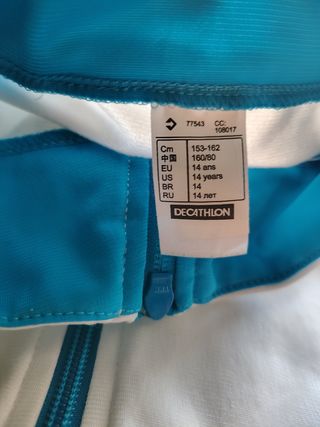 77543 CC:
108017
Cm 153-162
中国 160/80
EU 14 ans
US 14 years
BR 14
RU 14 лет
DECATHLON